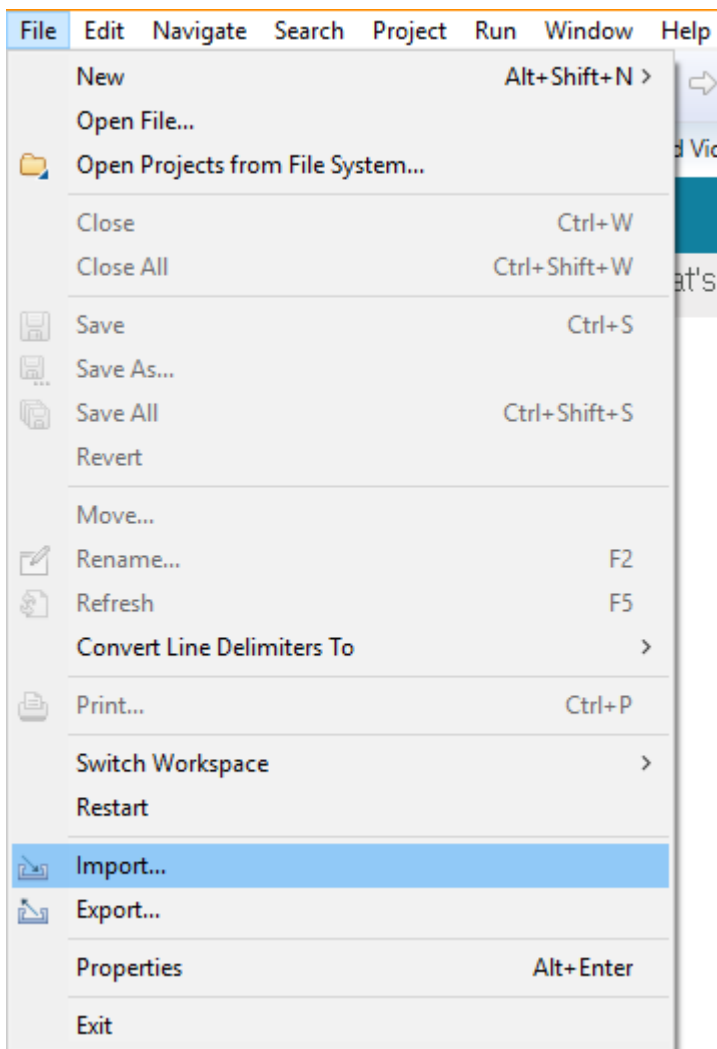 File Edit Navigate Search Project Run Window Help
New Alt+Shift+N >
Open File...
Open Projects from File System...
Close Ctrl+W
Close All Ctrl+Shift+W
at's
Save Ctrl+S
Save As...
Save All Ctrl+Shift+S
Revert
Move...
Rename... F2
Refresh F5
Convert Line Delimiters To >
Print... Ctrl+P
Switch Workspace >
Restart
Import...
Export...
Properties Alt+Enter
Exit